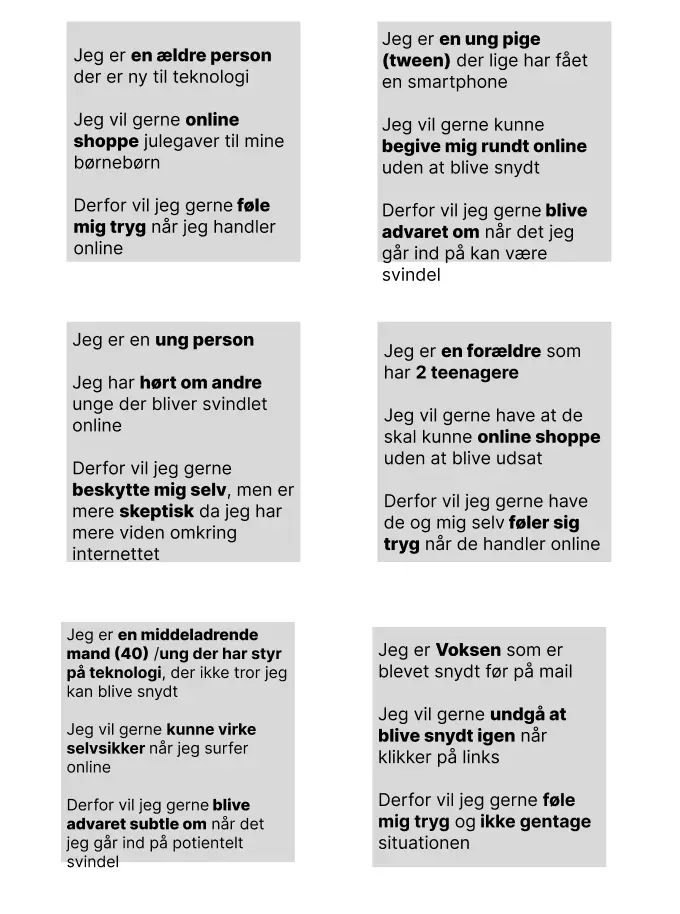 Jeg er en ældre person
der er ny til teknologi
Jeg vil gerne online
shoppe julegaver til mine
børnebørn
Derfor vil jeg gerne føle
mig tryg når jeg handler
online
Jeg er en ung pige
(tween) der lige har fået
en smartphone
Jeg vil gerne kunne
begive mig rundt online
uden at blive snydt
Derfor vil jeg gerne blive
advaret om når det jeg
går ind på kan være
svindel
Jeg er en ung person
Jeg har hørt om andre
unge der bliver svindlet
online
Derfor vil jeg gerne
beskytte mig selv, men er
mere skeptisk da jeg har
mere viden omkring
internettet
Jeg er en forældre som
har 2 teenagere
Jeg vil gerne have at de
skal kunne online shoppe
uden at blive udsat
Derfor vil jeg gerne have
de og mig selv føler sig
tryg når de handler online
Jeg er en middeladrende
mand (40) /ung der har styr
på teknologi, der ikke tror jeg
kan blive snydt
Jeg vil gerne kunne virke
selvsikker når jeg surfer
online
Derfor vil jeg gerne blive
advaret subtle om når det
jeg går ind på potientelt
svindel
Jeg er Voksen som er
blevet snydt før på mail
Jeg vil gerne undgå at
blive snydt igen når
klikker på links
Derfor vil jeg gerne føle
mig tryg og ikke gentage
situationen